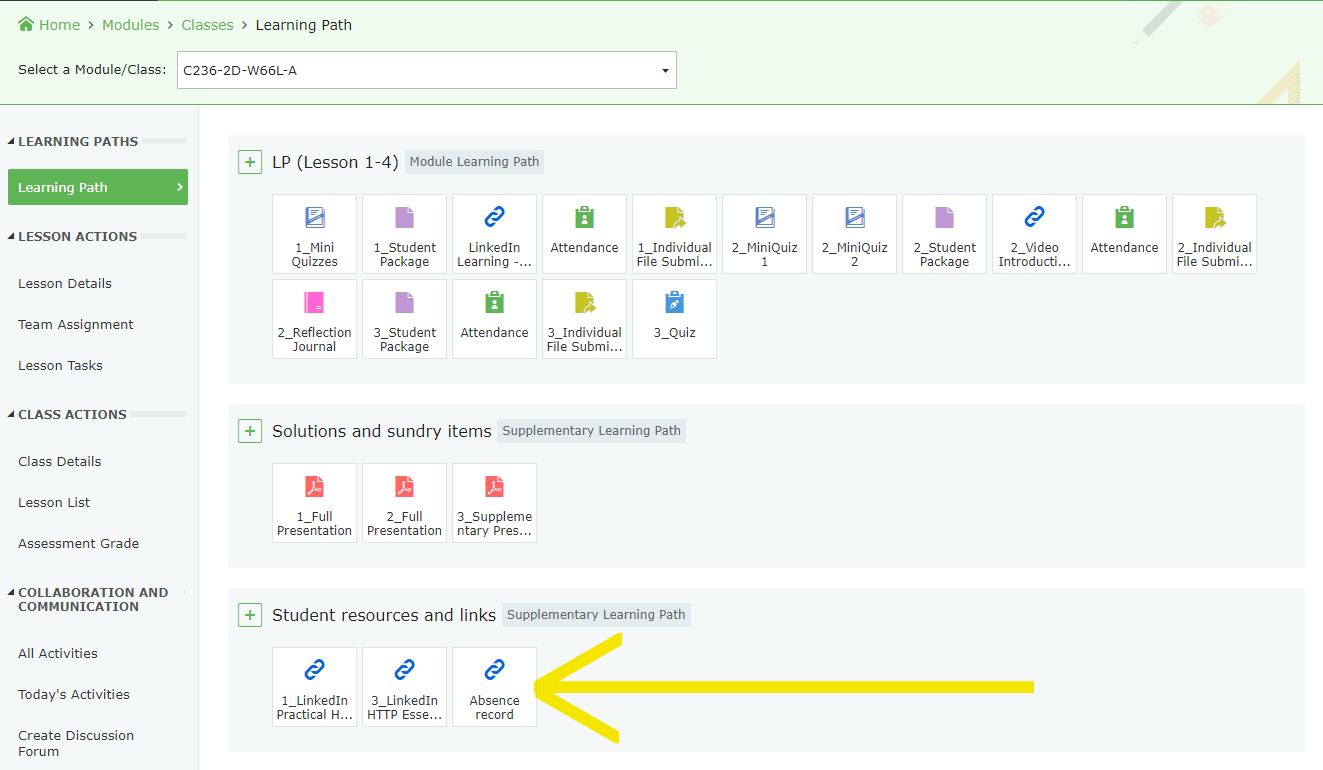 Home > Modules > Classes > Learning Path
Select a Module/Class: C236-2D-W66L-A
LEARNING PATHS
Learning Path
LESSON ACTIONS
Lesson Details
Team Assignment
Lesson Tasks
CLASS ACTIONS
Class Details
Lesson List
Assessment Grade
COLLABORATION AND
COMMUNICATION
All Activities
Today's Activities
Create Discussion
Forum
LP (Lesson 1-4) Module Learning Path
1_Mini
Quizzes
1_Student
Package
LinkedIn
Learning -...
Attendance
1_Individual
File Submi...
2_MiniQuiz
1
2_MiniQuiz
2
2_Student
Package
2_Video
Introducti...
Attendance
2_Individual
File Submi...
2_Reflection
Journal
3_Student
Package
Attendance
3_Individual
File Submi...
3_Quiz
Solutions and sundry items Supplementary Learning Path
1_Full
Presentation
2_Full
Presentation
3_Suppleme
ntary Pres...
Student resources and links Supplementary Learning Path
1_LinkedIn
Practical H...
3_LinkedIn
HTTP Esse...
Absence
record